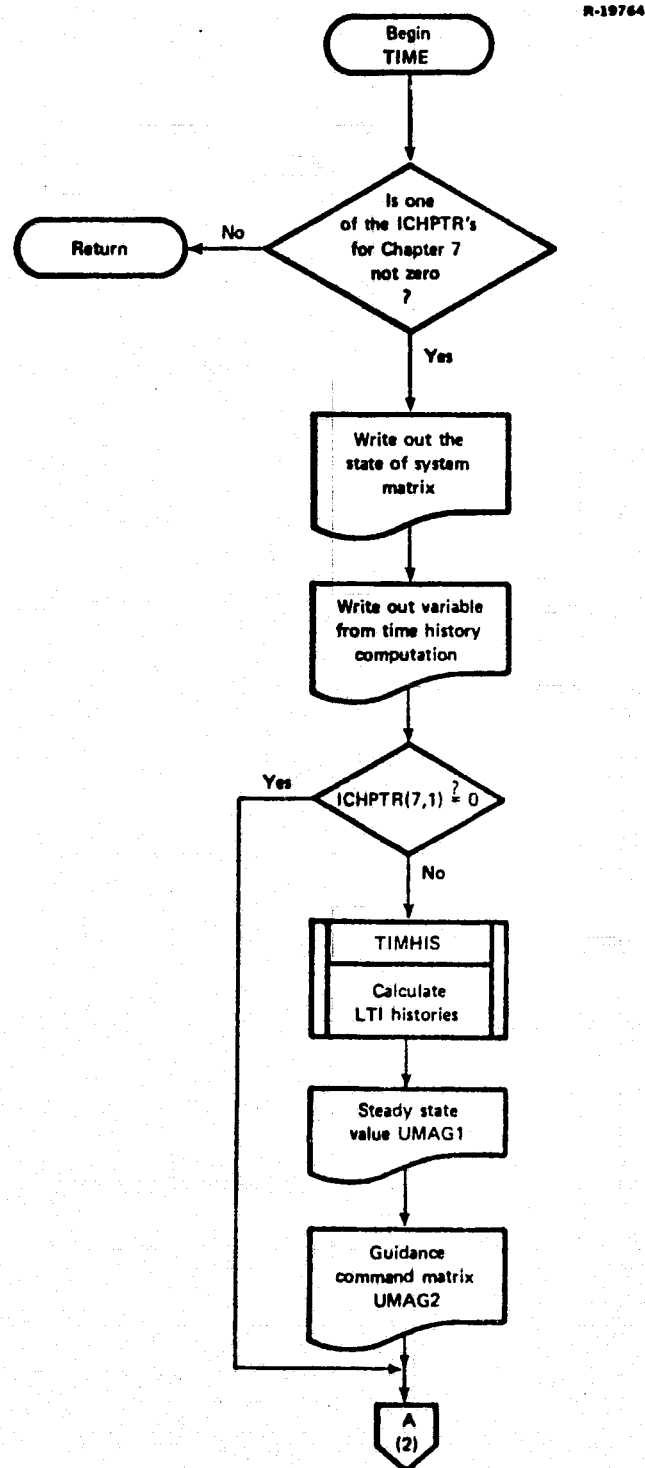 R-19764
Begin
TIME
Is one
of the ICHPTR's
for Chapter 7
not zero
?
No
Return
Yes
Write out the
state of system
matrix
Write out variable
from time history
computation
Yes
ICHPTR(7,1) ≟ 0
No
TIMHIS
Calculate
LTI histories
Steady state
value UMAG1
Guidance
command matrix
UMAG2
A
(2)